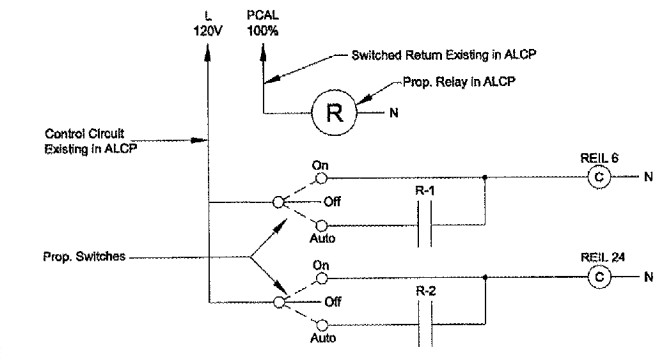 L
120V
PCAL
100%
Switched Return Existing in ALCP
Prop. Relay in ALCP
R
N
Control Circuit
Existing in ALCP
On
Off
Auto
R-1
REIL 6
C
N
Prop. Switches
On
Off
Auto
R-2
REIL 24
C
N